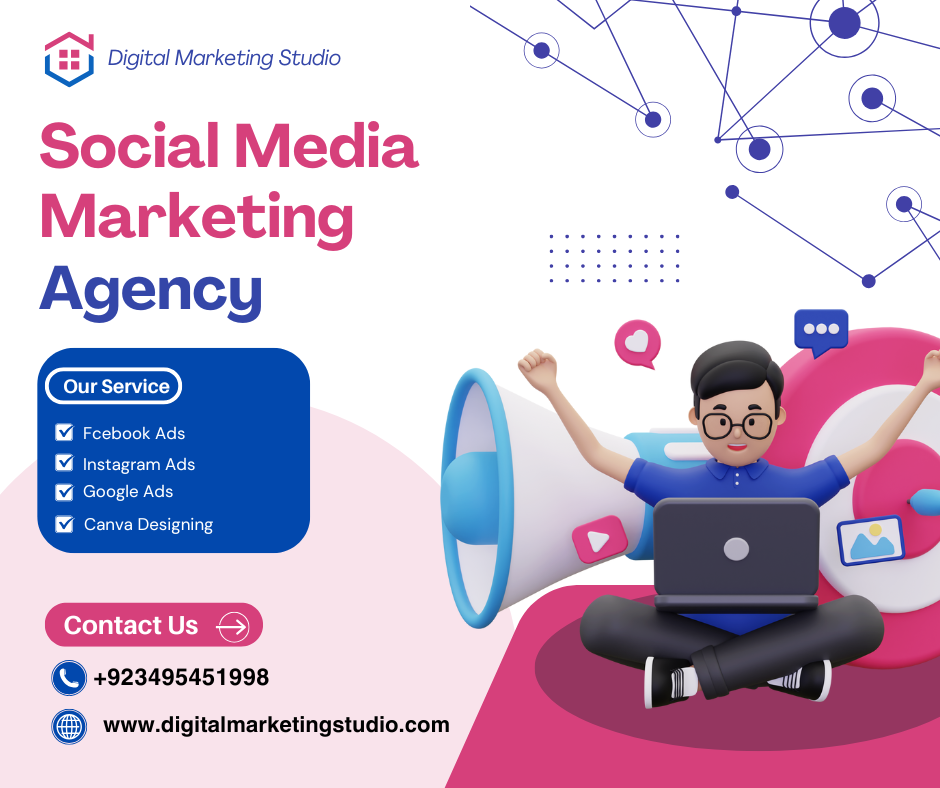 Digital Marketing Studio
Social Media
Marketing
Agency
Our Service
Fcebook Ads
Instagram Ads
Google Ads
Canva Designing
Contact Us
+923495451998
www.digitalmarketingstudio.com